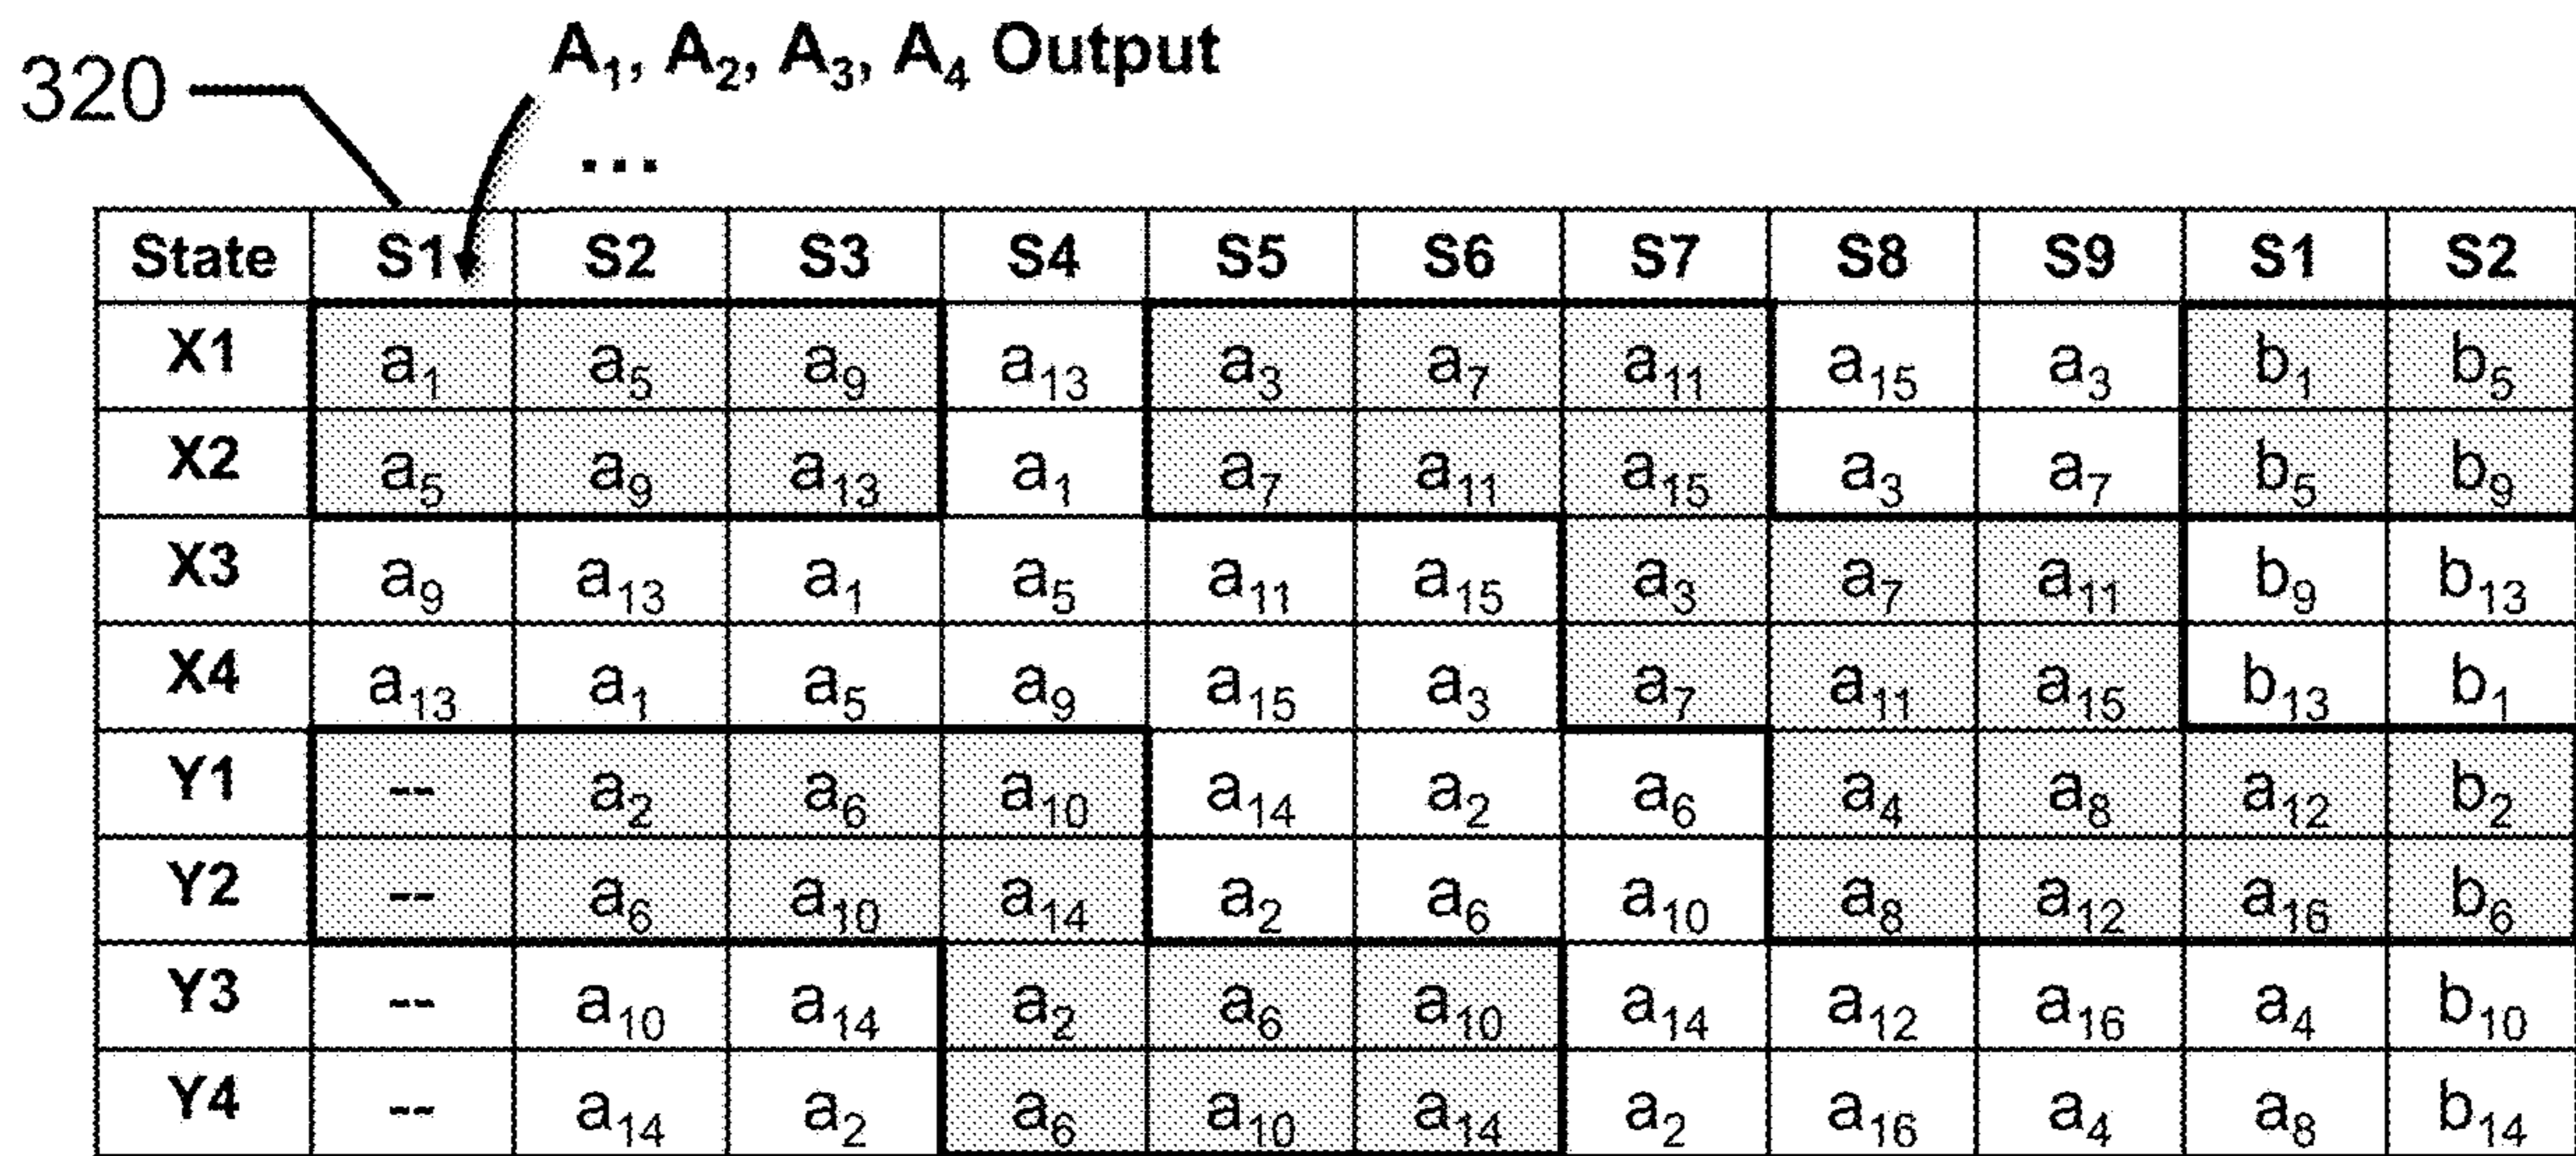 A₁, A₂, A₃, A₄ Output
320
...
State S1 S2 S3 S4 S5 S6 S7 S8 S9 S1 S2
X1 a₁ a₅ a₉ a₁₃ a₃ a₇ a₁₁ a₁₅ a₃ b₁ b₅
X2 a₅ a₉ a₁₃ a₁ a₇ a₁₁ a₁₅ a₃ a₇ b₅ b₉
X3 a₉ a₁₃ a₁ a₅ a₁₁ a₁₅ a₃ a₇ a₁₁ b₉ b₁₃
X4 a₁₃ a₁ a₅ a₉ a₁₅ a₃ a₇ a₁₁ a₁₅ b₁₃ b₁
Y1 -- a₂ a₆ a₁₀ a₁₄ a₂ a₆ a₄ a₈ a₁₂ b₂
Y2 -- a₆ a₁₀ a₁₄ a₂ a₆ a₁₀ a₈ a₁₂ a₁₆ b₆
Y3 -- a₁₀ a₁₄ a₂ a₆ a₁₀ a₁₄ a₁₂ a₁₆ a₄ b₁₀
Y4 -- a₁₄ a₂ a₆ a₁₀ a₁₄ a₂ a₁₆ a₄ a₈ b₁₄